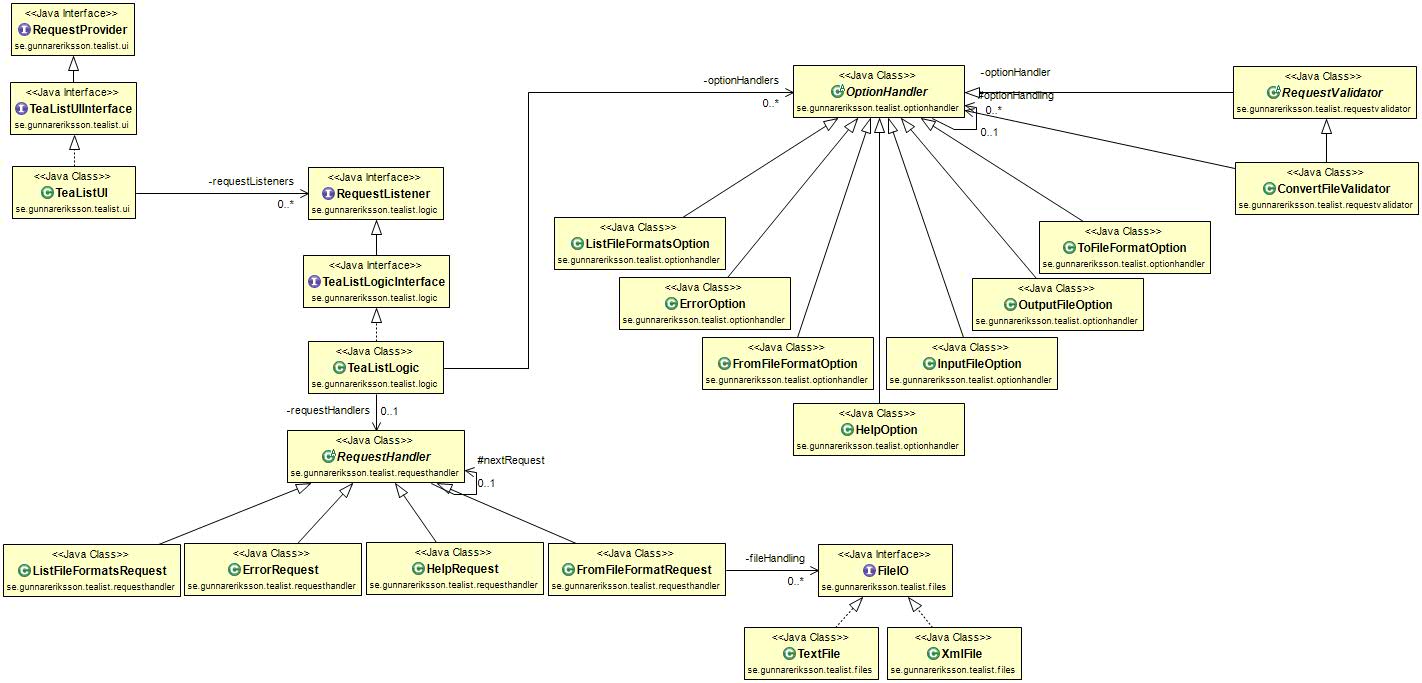 <<Java Interface>>
RequestProvider
se.gunnareriksson.tealist.ui
<<Java Interface>>
TeaListUIInterface
se.gunnareriksson.tealist.ui
<<Java Class>>
TeaListUI
se.gunnareriksson.tealist.ui
-requestListeners
0..*
<<Java Interface>>
RequestListener
se.gunnareriksson.tealist.logic
<<Java Interface>>
TeaListLogicInterface
se.gunnareriksson.tealist.logic
<<Java Class>>
TeaListLogic
se.gunnareriksson.tealist.logic
-optionHandlers
0..*
<<Java Class>>
OptionHandler
se.gunnareriksson.tealist.optionhandler
-optionHandler
#optionHandling
0..*
0..1
<<Java Class>>
RequestValidator
se.gunnareriksson.tealist.requestvalidator
<<Java Class>>
ConvertFileValidator
se.gunnareriksson.tealist.requestvalidator
<<Java Class>>
ListFileFormatsOption
se.gunnareriksson.tealist.optionhandler
<<Java Class>>
ToFileFormatOption
se.gunnareriksson.tealist.optionhandler
<<Java Class>>
ErrorOption
se.gunnareriksson.tealist.optionhandler
<<Java Class>>
OutputFileOption
se.gunnareriksson.tealist.optionhandler
<<Java Class>>
FromFileFormatOption
se.gunnareriksson.tealist.optionhandler
<<Java Class>>
InputFileOption
se.gunnareriksson.tealist.optionhandler
<<Java Class>>
HelpOption
se.gunnareriksson.tealist.optionhandler
-requestHandlers
0..1
<<Java Class>>
RequestHandler
se.gunnareriksson.tealist.requesthandler
#nextRequest
0..1
<<Java Class>>
ListFileFormatsRequest
se.gunnareriksson.tealist.requesthandler
<<Java Class>>
ErrorRequest
se.gunnareriksson.tealist.requesthandler
<<Java Class>>
HelpRequest
se.gunnareriksson.tealist.requesthandler
<<Java Class>>
FromFileFormatRequest
se.gunnareriksson.tealist.requesthandler
-fileHandling
0..*
<<Java Interface>>
FileIO
se.gunnareriksson.tealist.files
<<Java Class>>
TextFile
se.gunnareriksson.tealist.files
<<Java Class>>
XmlFile
se.gunnareriksson.tealist.files